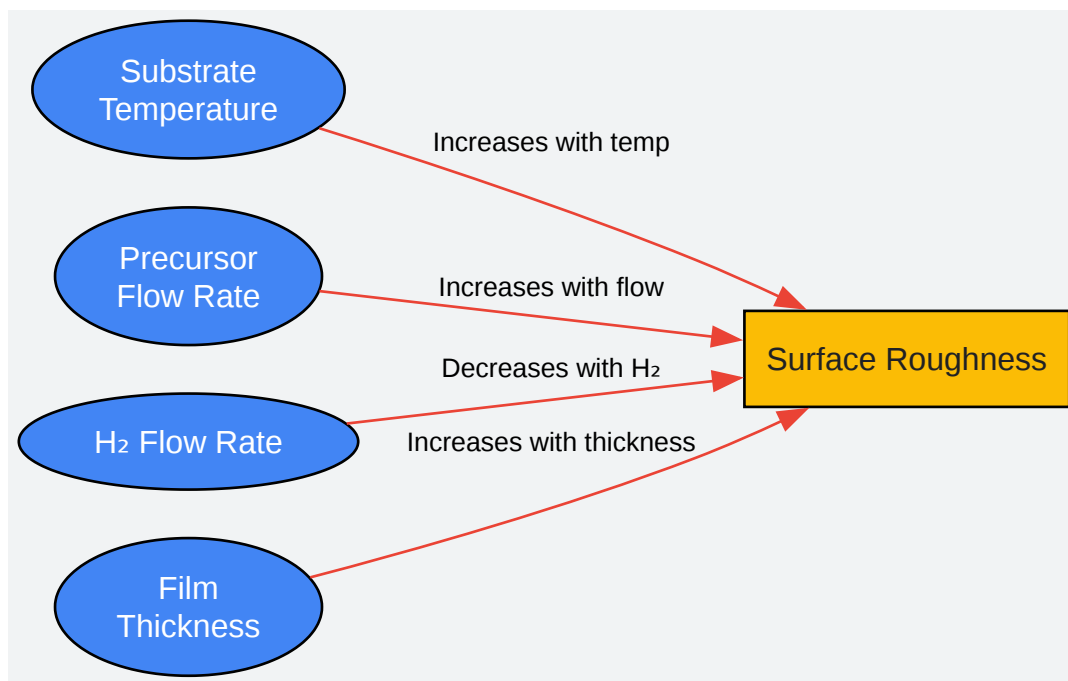 Substrate
Temperature
Increases with temp
Precursor
Flow Rate
Increases with flow
Surface Roughness
Decreases with H₂
H₂ Flow Rate
Increases with thickness
Film
Thickness